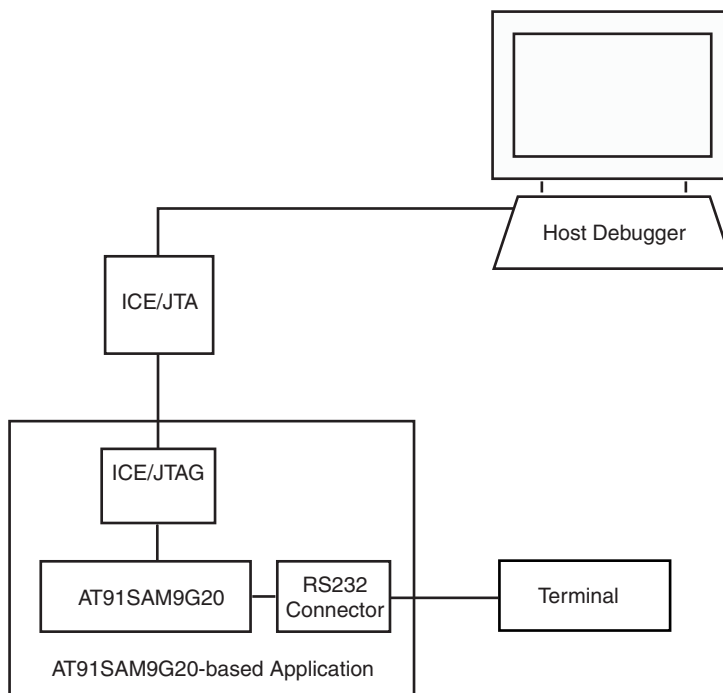 Host Debugger
ICE/JTA
ICE/JTAG
AT91SAM9G20
RS232
Connector
Terminal
AT91SAM9G20-based Application